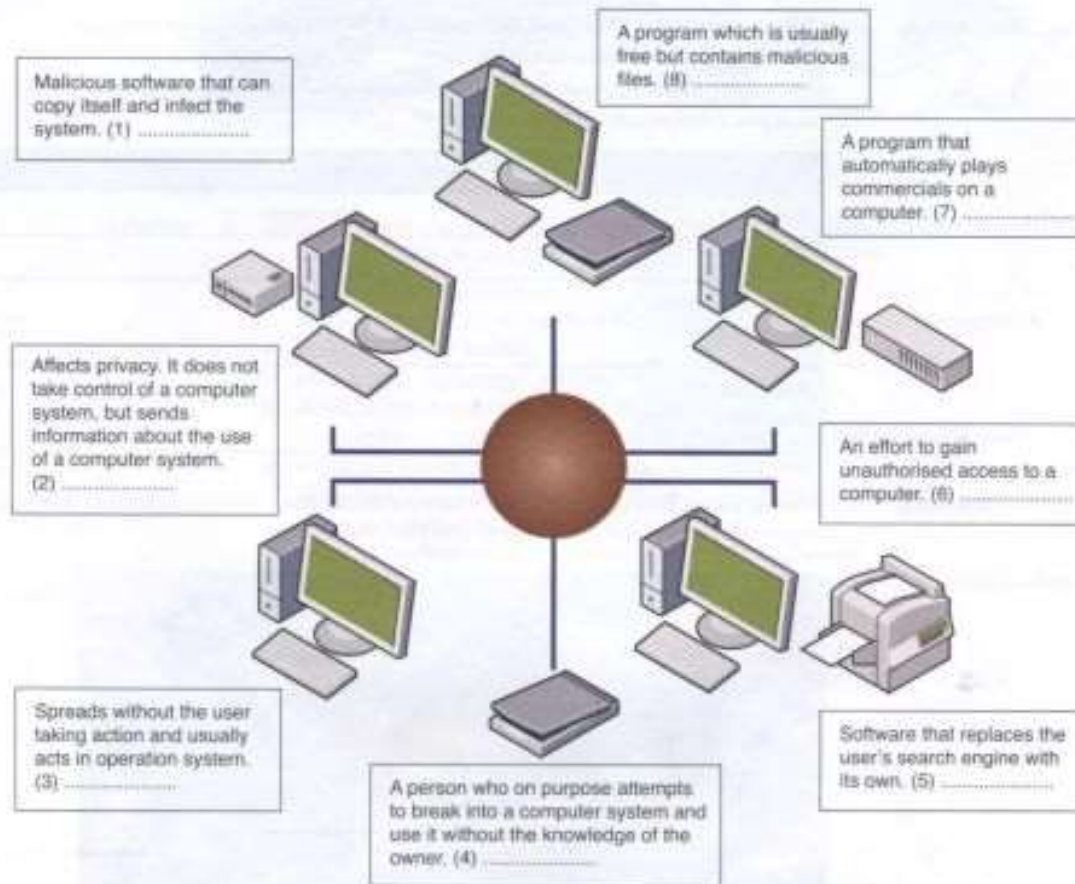 Malicious software that can
copy itself and infect the
system. (1) ......................
A program which is usually
free but contains malicious
files. (8) ......................
A program that
automatically plays
commercials on a
computer. (7) ......................
Affects privacy. It does not
take control of a computer
system, but sends
information about the use
of a computer system.
(2) ......................
An effort to gain
unauthorised access to a
computer. (6) ......................
Spreads without the user
taking action and usually
acts in operation system.
(3) ......................
A person who on purpose attempts
to break into a computer system and
use it without the knowledge of the
owner. (4) ......................
Software that replaces the
user's search engine with
its own. (5) ......................